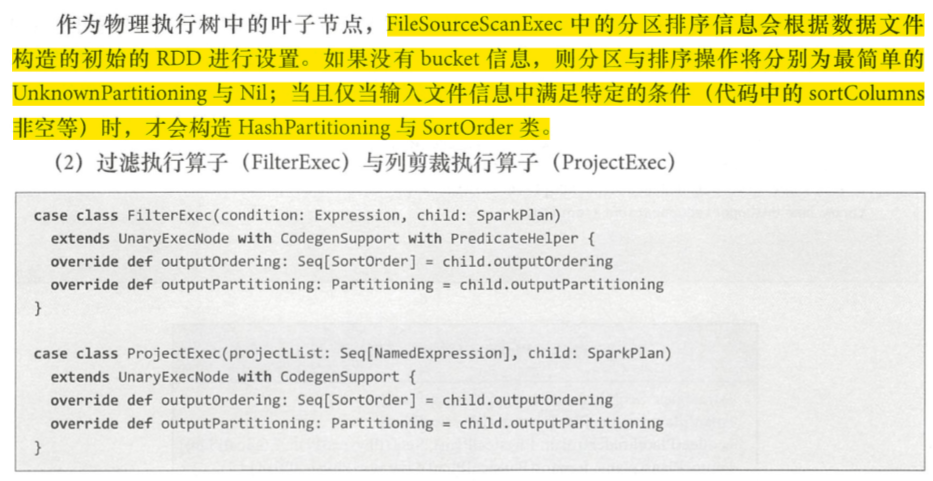 作为物理执行树中的叶子节点，FileSourceScanExec 中的分区排序信息会根据数据文件
构造的初始的 RDD 进行设置。如果没有 bucket 信息，则分区与排序操作将分别为最简单的
UnknownPartitioning 与 Nil；当且仅当输入文件信息中满足特定的条件（代码中的 sortColumns
非空等）时，才会构造 HashPartitioning 与 SortOrder 类。
（2）过滤执行算子（FilterExec）与列剪裁执行算子（ProjectExec）
case class FilterExec(condition: Expression, child: SparkPlan)
extends UnaryExecNode with CodegenSupport with PredicateHelper {
override def outputOrdering: Seq[SortOrder] = child.outputOrdering
override def outputPartitioning: Partitioning = child.outputPartitioning
}
case class ProjectExec(projectList: Seq[NamedExpression], child: SparkPlan)
extends UnaryExecNode with CodegenSupport {
override def outputOrdering: Seq[SortOrder] = child.outputOrdering
override def outputPartitioning: Partitioning = child.outputPartitioning
}